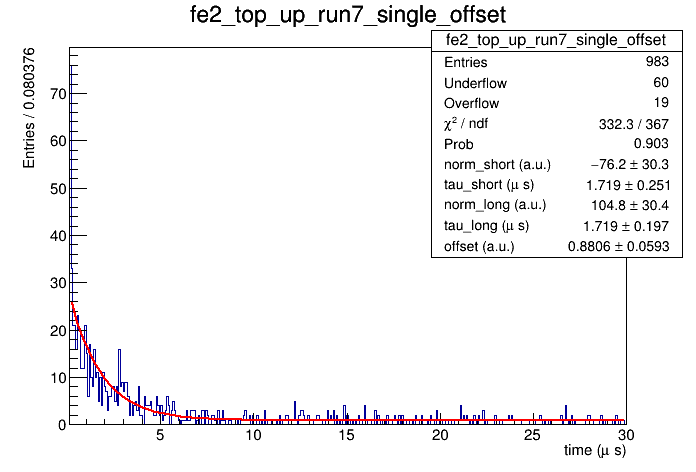 fe2_top_up_run7_single_offset
fe2_top_up_run7_single_offset
Entries 983
Underflow 60
Overflow 19
χ² / ndf 332.3 / 367
Prob 0.903
norm_short (a.u.) −76.2 ± 30.3
tau_short (μ s) 1.719 ± 0.251
norm_long (a.u.) 104.8 ± 30.4
tau_long (μ s) 1.719 ± 0.197
offset (a.u.) 0.8806 ± 0.0593
Entries / 0.080376
70
60
50
40
30
20
10
0
5 10 15 20 25 30
time (μ s)